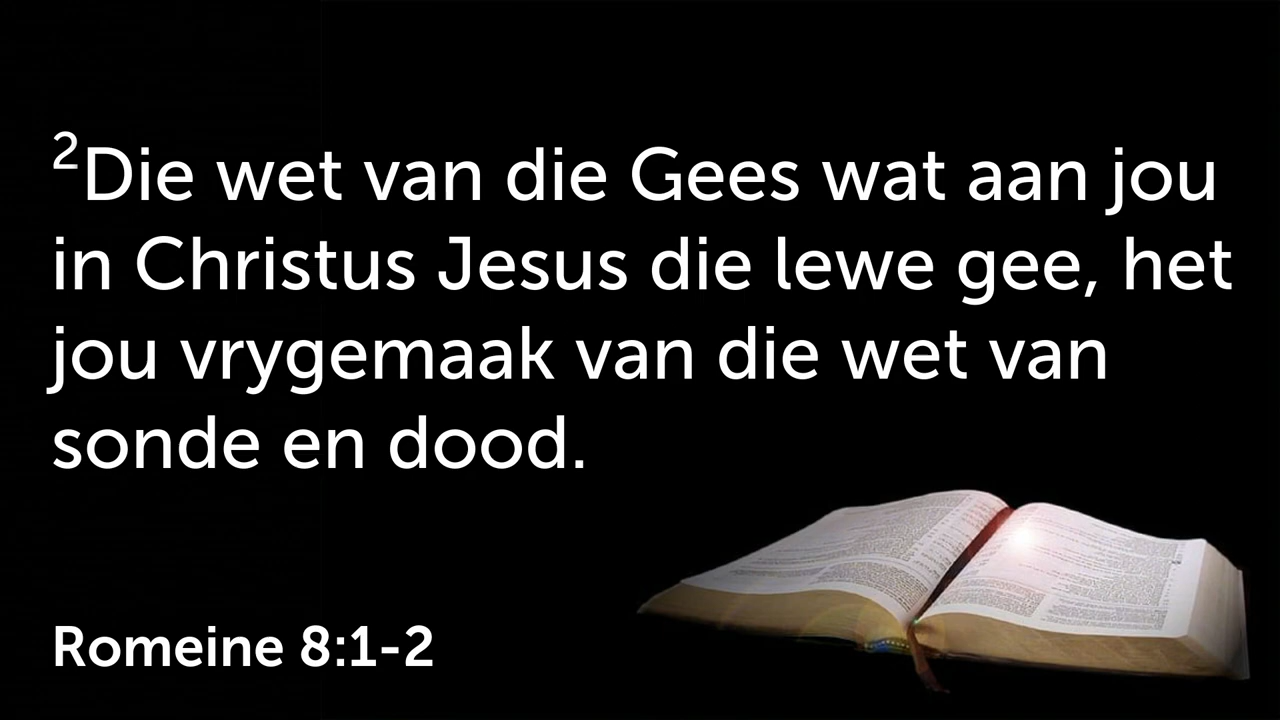 ²Die wet van die Gees wat aan jou
in Christus Jesus die lewe gee, het
jou vrygemaak van die wet van
sonde en dood.
Romeine 8:1-2